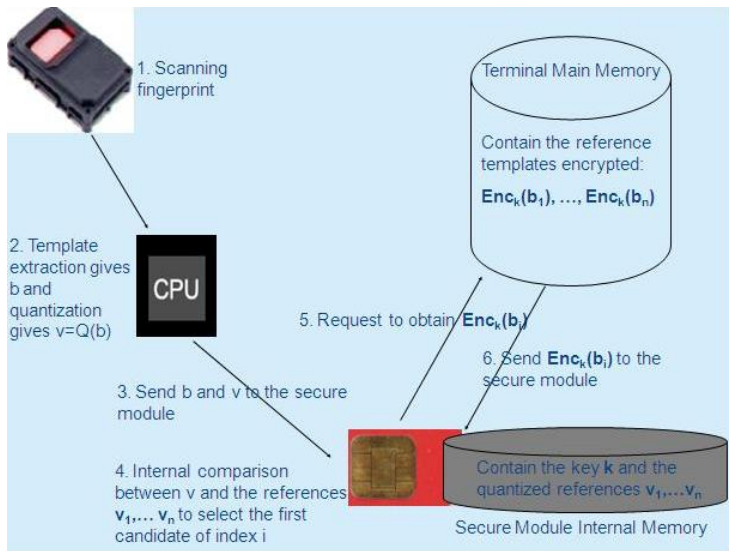 1. Scanning
fingerprint
Terminal Main Memory
Contain the reference
templates encrypted:
Encₖ(b₁), …, Encₖ(bₙ)
2. Template
extraction gives
b and
quantization
gives v=Q(b)
CPU
5. Request to obtain Encₖ(bᵢ)
6. Send Encₖ(bᵢ) to the
secure module
3. Send b and v to the secure
module
4. Internal comparison
between v and the references
v₁,… vₙ to select the first
candidate of index i
Contain the key k and the
quantized references v₁,…vₙ
Secure Module Internal Memory